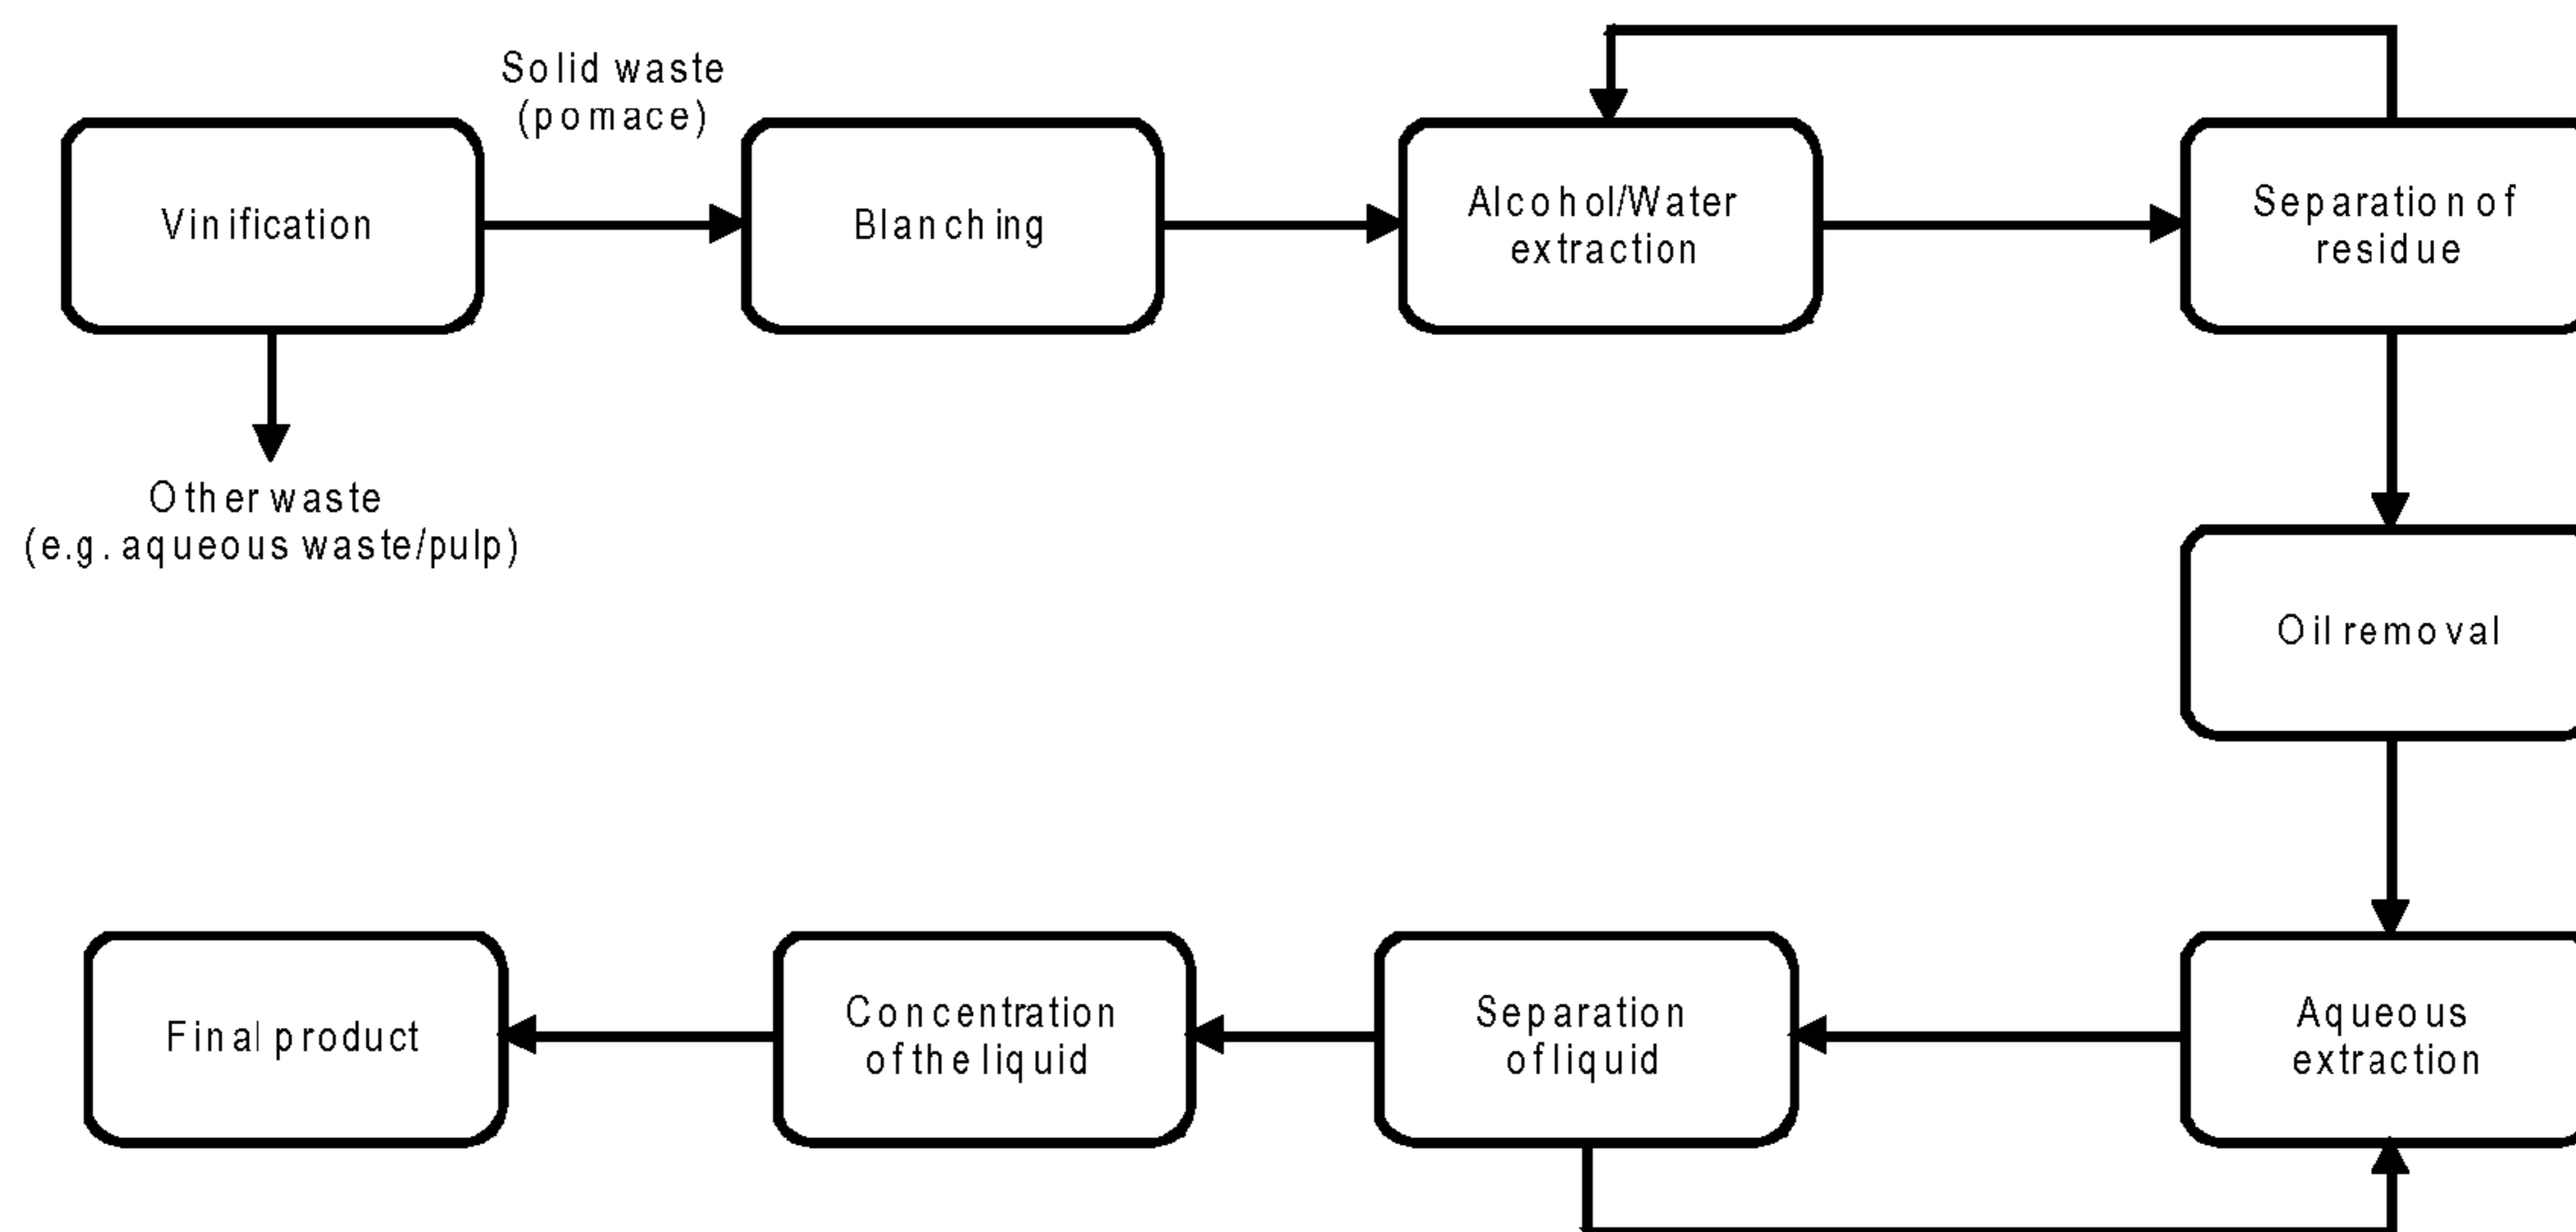 Solid waste
(pomace)
Vinification
Blanching
Alcohol/Water
extraction
Separation of
residue
Other waste
(e.g. aqueous waste/pulp)
Oil removal
Final product
Concentration
of the liquid
Separation
of liquid
Aqueous
extraction